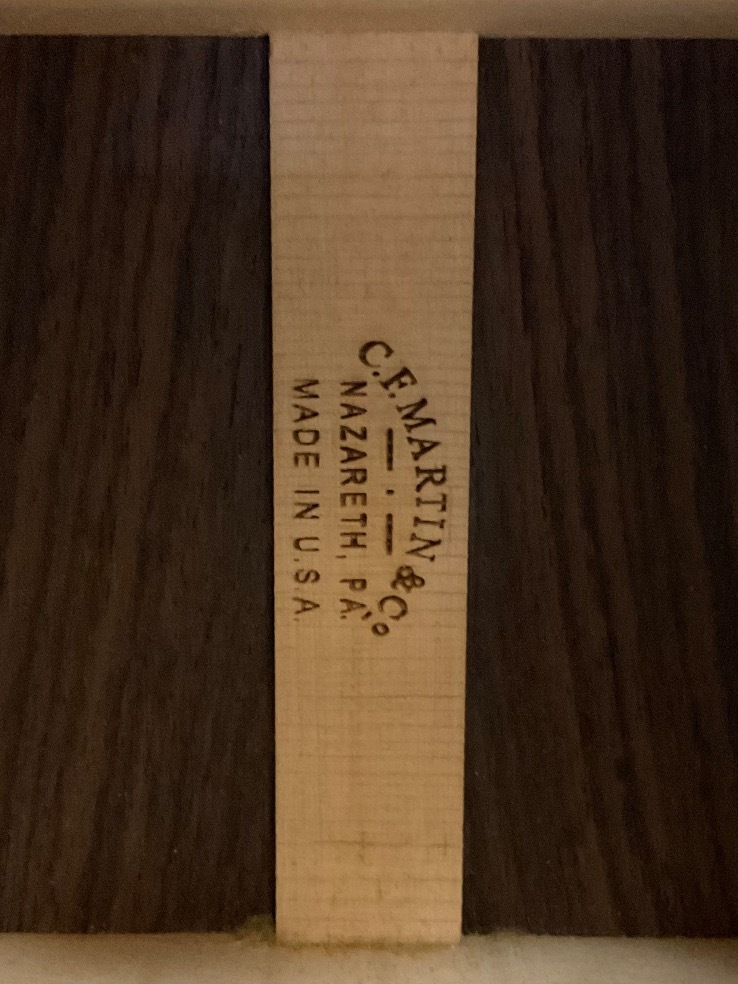 C.F. MARTIN & Co
NAZARETH, PA.
MADE IN U.S.A.